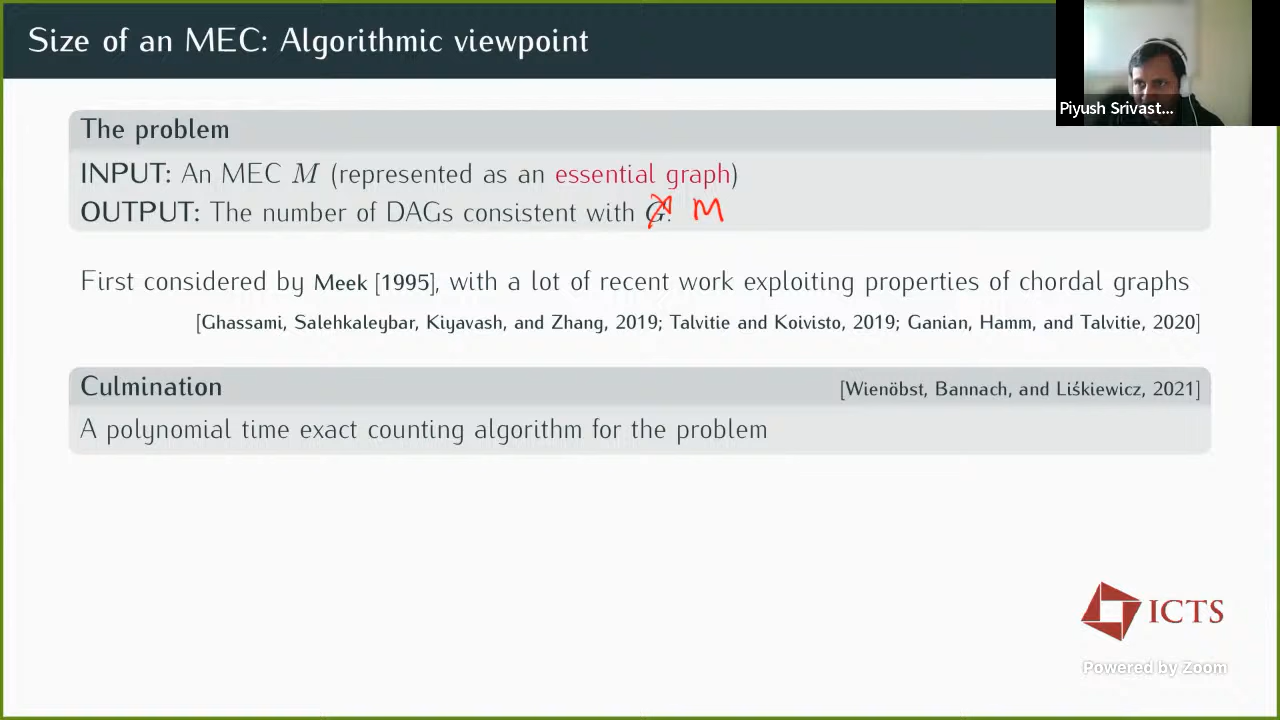 Size of an MEC: Algorithmic viewpoint
Piyush Srivast...
The problem
INPUT: An MEC M (represented as an essential graph)
OUTPUT: The number of DAGs consistent with G. M
First considered by Meek [1995], with a lot of recent work exploiting properties of chordal graphs
[Ghassami, Salehkaleybar, Kiyavash, and Zhang, 2019; Talvitie and Koivisto, 2019; Ganian, Hamm, and Talvitie, 2020]
Culmination [Wienöbst, Bannach, and Liśkiewicz, 2021]
A polynomial time exact counting algorithm for the problem
ICTS
Powered by Zoom